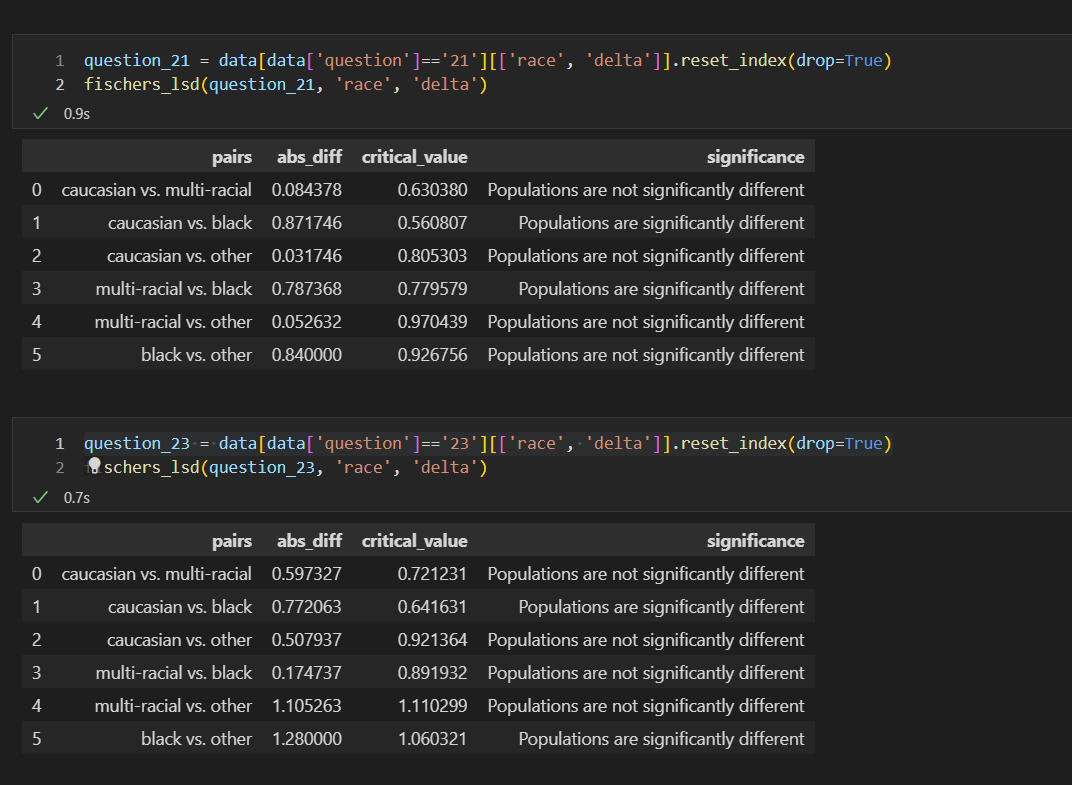 1 question_21 = data[data['question']=='21'][['race', 'delta']].reset_index(drop=True)
2 fischers_lsd(question_21, 'race', 'delta')
0.9s
pairs abs_diff critical_value significance
0 caucasian vs. multi-racial 0.084378 0.630380 Populations are not significantly different
1 caucasian vs. black 0.871746 0.560807 Populations are significantly different
2 caucasian vs. other 0.031746 0.805303 Populations are not significantly different
3 multi-racial vs. black 0.787368 0.779579 Populations are significantly different
4 multi-racial vs. other 0.052632 0.970439 Populations are not significantly different
5 black vs. other 0.840000 0.926756 Populations are not significantly different
1 question_23 = data[data['question']=='23'][['race', 'delta']].reset_index(drop=True)
2 schers_lsd(question_23, 'race', 'delta')
0.7s
pairs abs_diff critical_value significance
0 caucasian vs. multi-racial 0.597327 0.721231 Populations are not significantly different
1 caucasian vs. black 0.772063 0.641631 Populations are significantly different
2 caucasian vs. other 0.507937 0.921364 Populations are not significantly different
3 multi-racial vs. black 0.174737 0.891932 Populations are not significantly different
4 multi-racial vs. other 1.105263 1.110299 Populations are not significantly different
5 black vs. other 1.280000 1.060321 Populations are significantly different